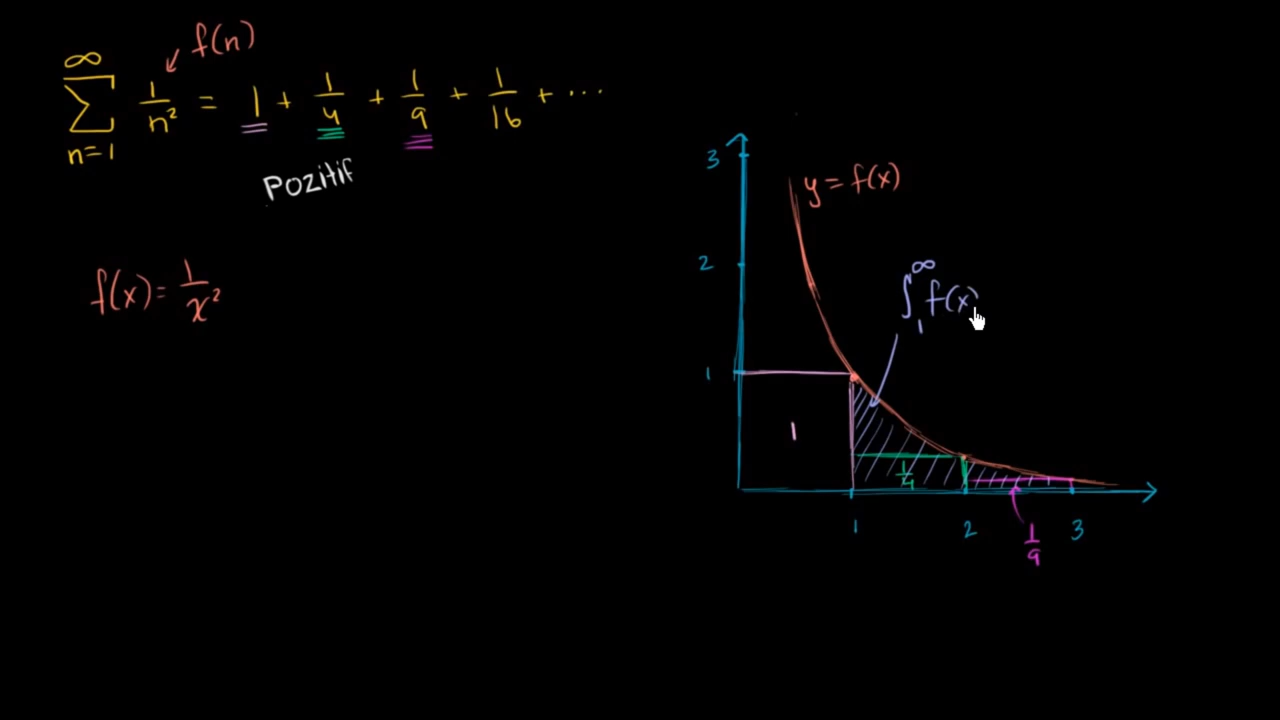 f(n)
∑_{n=1}^{∞} 1/n² = 1 + 1/4 + 1/9 + 1/16 + ...
Pozitif
f(x) = 1/x²
3
y = f(x)
2
∫_1^∞ f(x)
1
1
1/4
1 2 3
1/9